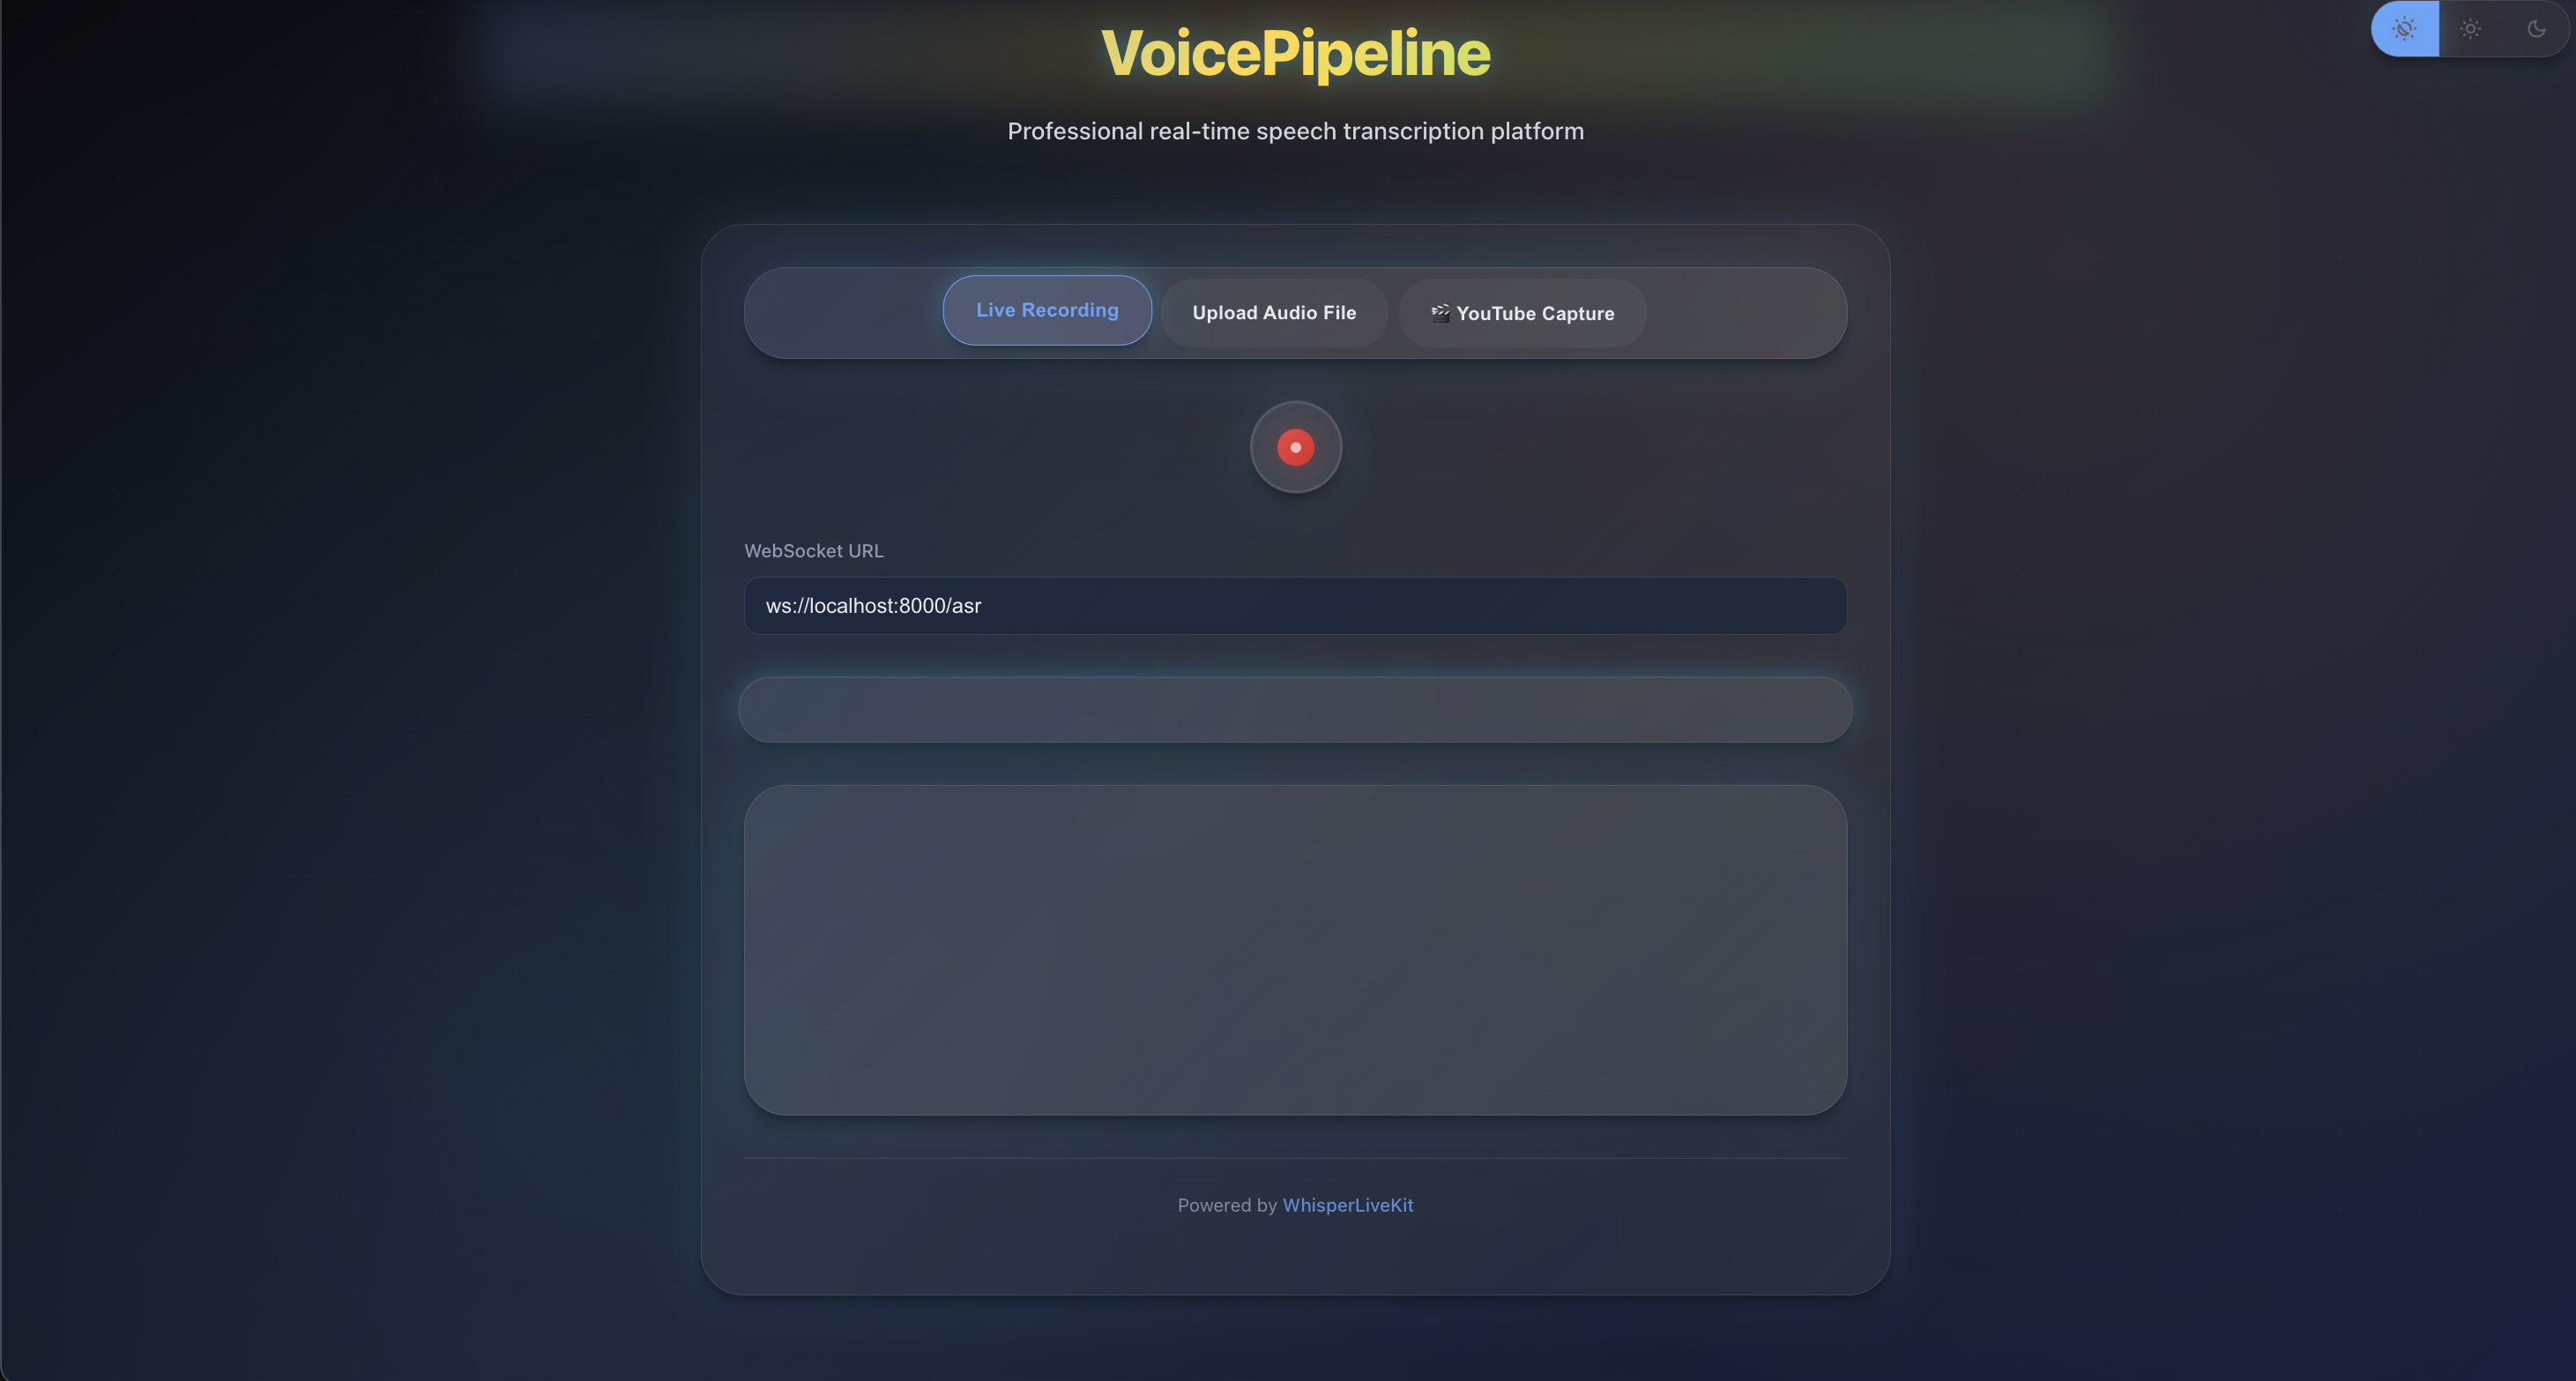 VoicePipeline
Professional real-time speech transcription platform
Live Recording
Upload Audio File
🎬 YouTube Capture
WebSocket URL
ws://localhost:8000/asr
Powered by WhisperLiveKit